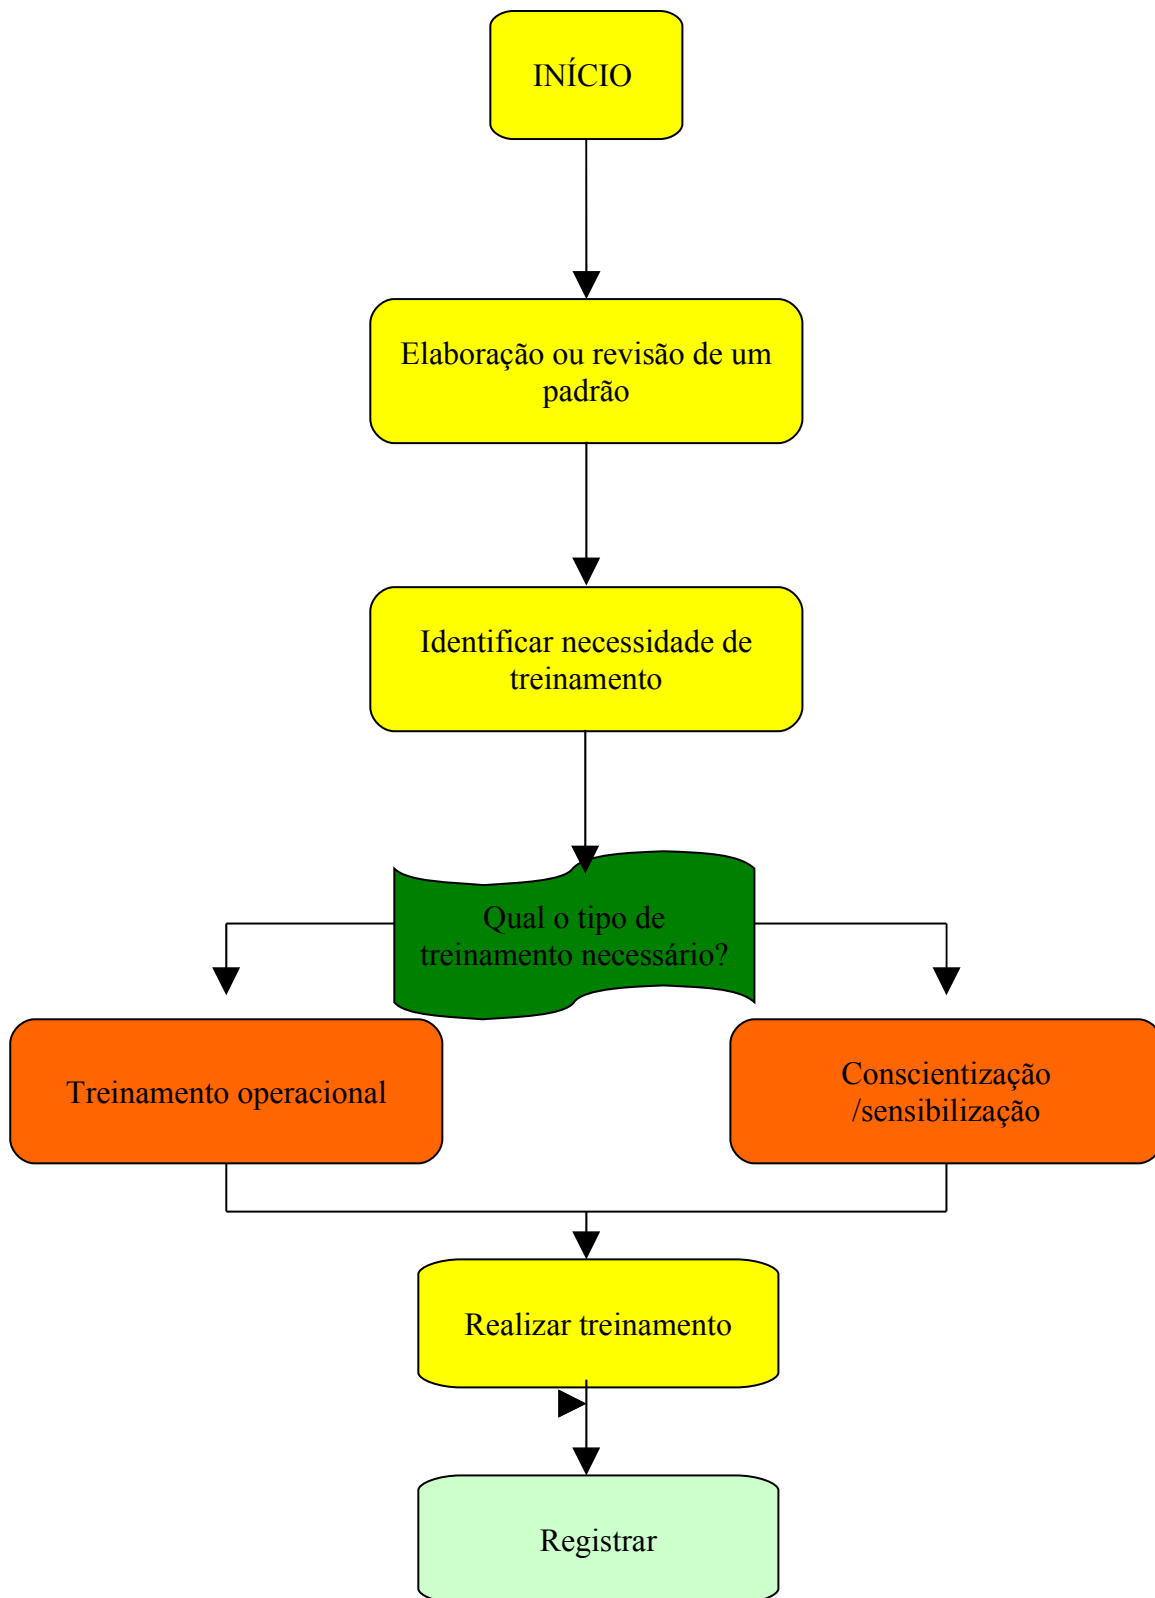 INÍCIO
Elaboração ou revisão de um
padrão
Identificar necessidade de
treinamento
Qual o tipo de
treinamento necessário?
Treinamento operacional
Conscientização
/sensibilização
Realizar treinamento
Registrar